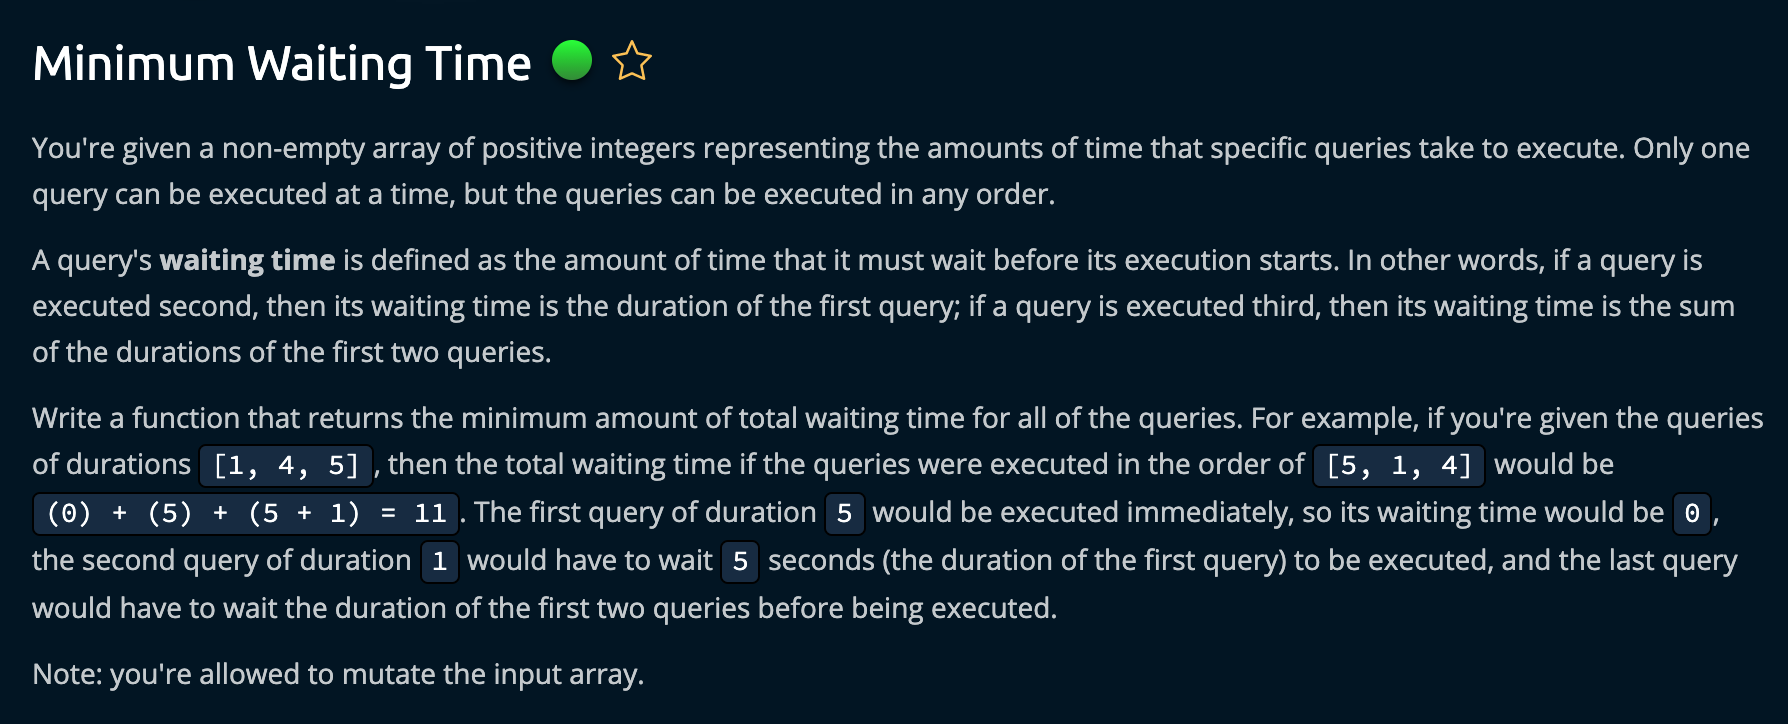 Minimum Waiting Time
You're given a non-empty array of positive integers representing the amounts of time that specific queries take to execute. Only one
query can be executed at a time, but the queries can be executed in any order.
A query's waiting time is defined as the amount of time that it must wait before its execution starts. In other words, if a query is
executed second, then its waiting time is the duration of the first query; if a query is executed third, then its waiting time is the sum
of the durations of the first two queries.
Write a function that returns the minimum amount of total waiting time for all of the queries. For example, if you're given the queries
of durations [1, 4, 5], then the total waiting time if the queries were executed in the order of [5, 1, 4] would be
(0) + (5) + (5 + 1) = 11. The first query of duration 5 would be executed immediately, so its waiting time would be 0,
the second query of duration 1 would have to wait 5 seconds (the duration of the first query) to be executed, and the last query
would have to wait the duration of the first two queries before being executed.
Note: you're allowed to mutate the input array.